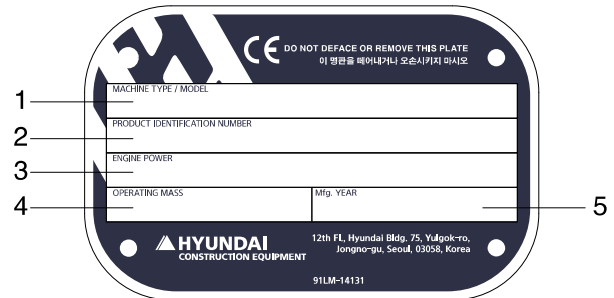 CE DO NOT DEFACE OR REMOVE THIS PLATE
이 명판을 떼어내거나 오손시키지 마시오
1 MACHINE TYPE / MODEL
2 PRODUCT IDENTIFICATION NUMBER
3 ENGINE POWER
4 OPERATING MASS Mfg. YEAR 5
HYUNDAI
CONSTRUCTION EQUIPMENT
12th Fl., Hyundai Bldg. 75, Yulgok-ro,
Jongno-gu, Seoul, 03058, Korea
91LM-14131